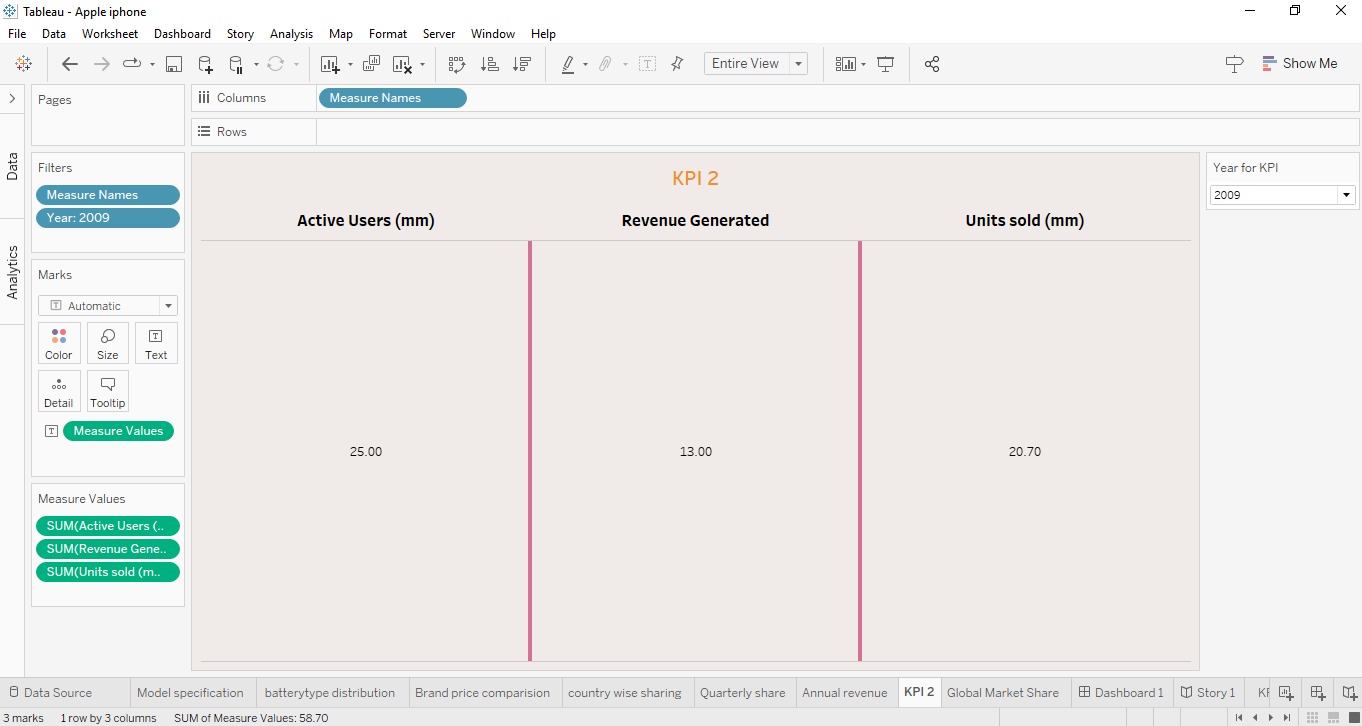 Tableau - Apple iphone
File Data Worksheet Dashboard Story Analysis Map Format Server Window Help
Entire View
Show Me
Data
Analytics
Pages
Columns
Measure Names
Rows
Filters
Measure Names
Year: 2009
Marks
Automatic
Color Size Text
Detail Tooltip
Measure Values
Measure Values
SUM(Active Users (..
SUM(Revenue Gene..
SUM(Units sold (m..
KPI 2
Active Users (mm) Revenue Generated Units sold (mm)
25.00 13.00 20.70
Year for KPI
2009
Data Source Model specification batterytype distribution Brand price comparision country wise sharing Quarterly share Annual revenue KPI 2 Global Market Share Dashboard 1 Story 1
3 marks 1 row by 3 columns SUM of Measure Values: 58.70